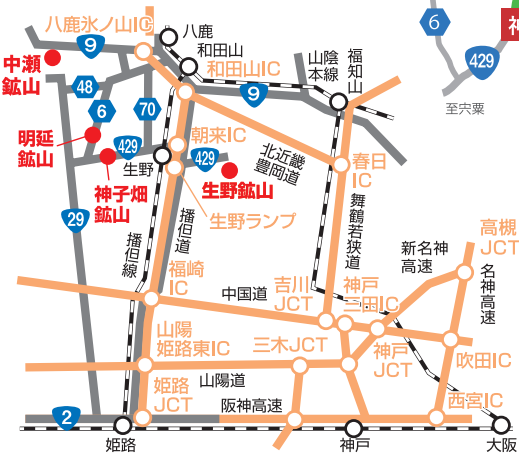 八鹿氷ノ山IC
八鹿
和田山
和田山IC
山陰
本線
福知山
6
神
429
至宍粟
9
中瀬
鉱山
48
6
70
9
明延
鉱山
429
神子畑
鉱山
生野
朝来IC
429
生野鉱山
生野ランプ
北近畿
豊岡道
春日
IC
舞鶴若狭道
29
播但線
播但道
福崎
IC
中国道
吉川
JCT
神戸
三田IC
新名神
高速
高槻
JCT
名神高速
山陽
姫路東IC
三木JCT
神戸
JCT
吹田IC
山陽道
姫路
JCT
阪神高速
西宮IC
2
姫路
神戸
大阪